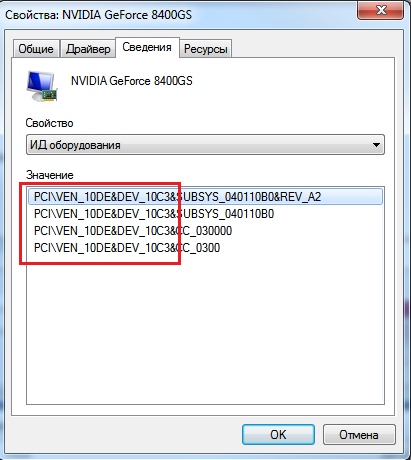 Свойства: NVIDIA GeForce 8400GS
Общие Драйвер Сведения Ресурсы
NVIDIA GeForce 8400GS
Свойство
ИД оборудования
Значение
PCI\VEN_10DE&DEV_10C3&SUBSYS_040110B0&REV_A2
PCI\VEN_10DE&DEV_10C3&SUBSYS_040110B0
PCI\VEN_10DE&DEV_10C3&CC_030000
PCI\VEN_10DE&DEV_10C3&CC_0300
OK Отмена